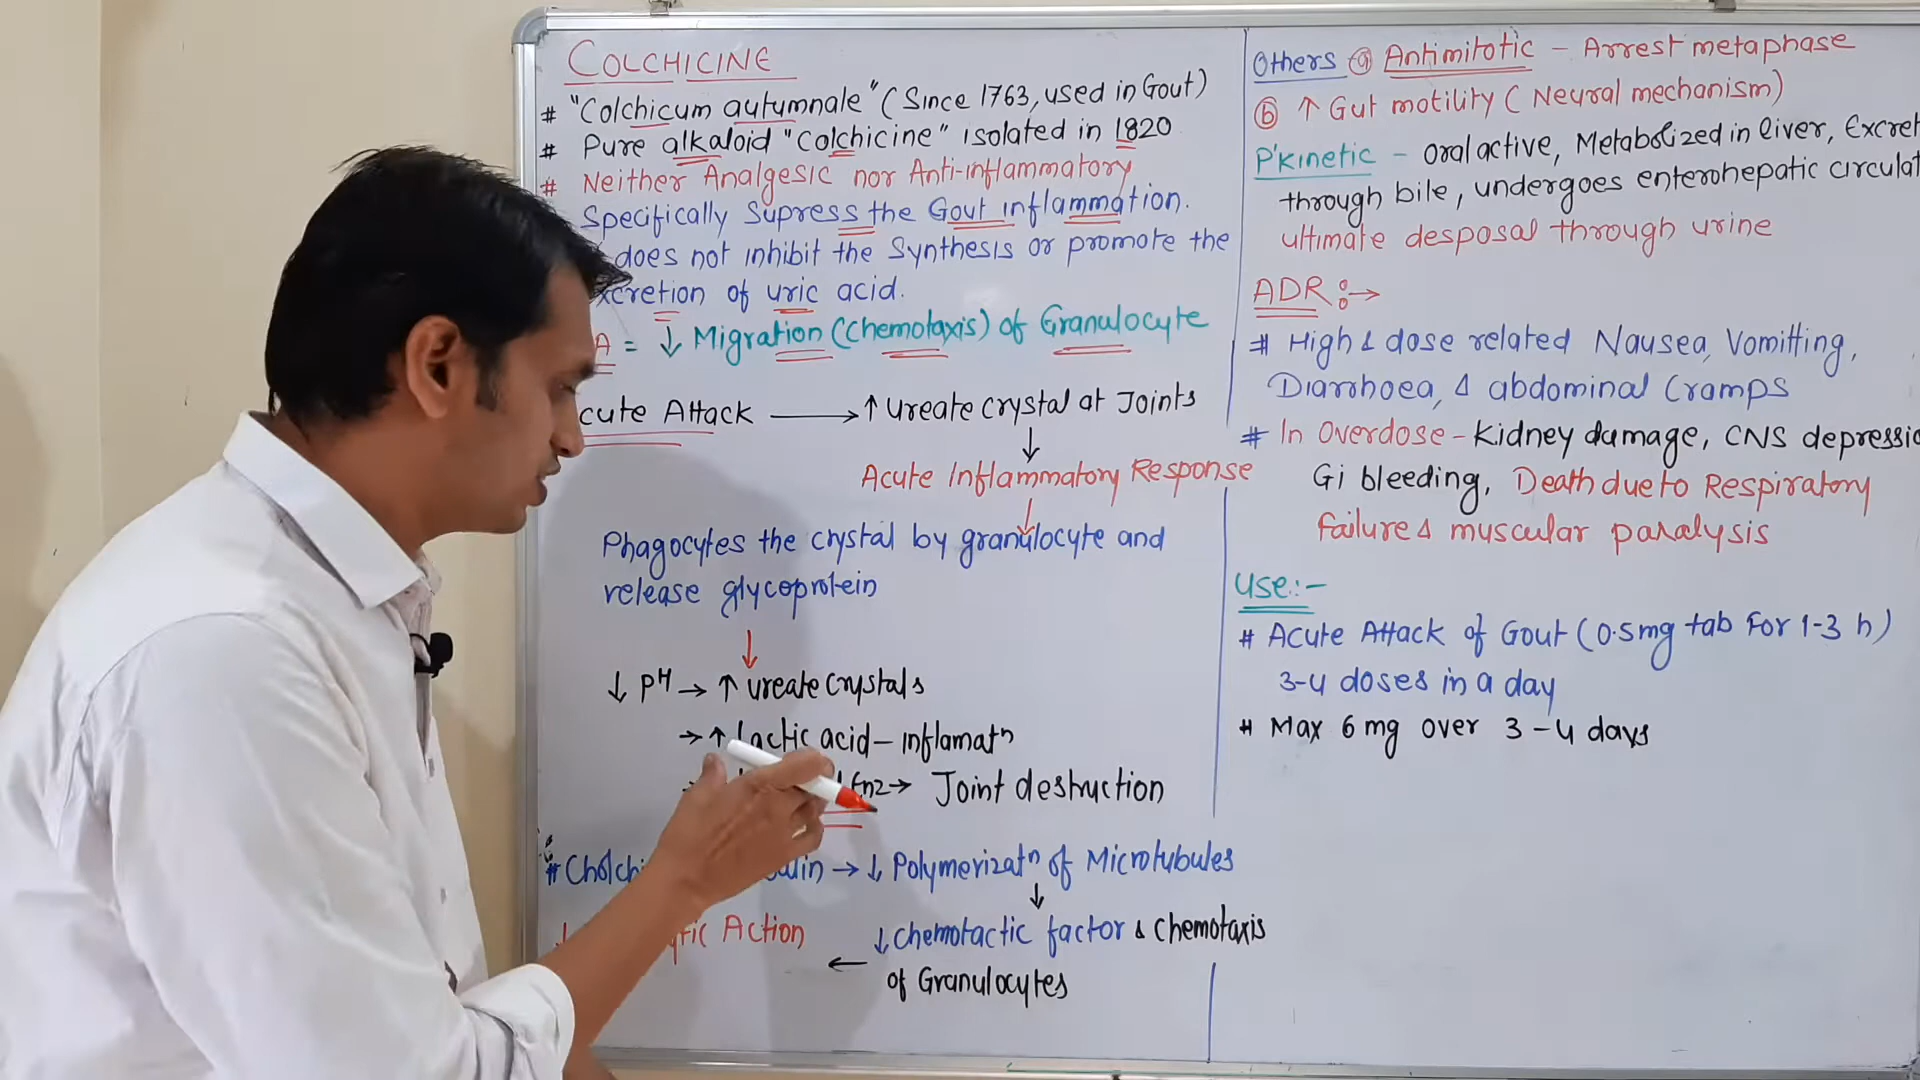 COLCHICINE
# "Colchicum autumnale" (Since 1763, used in Gout)
# Pure alkaloid "Colchicine" isolated in 1820
# Neither Analgesic nor Anti-inflammatory
Specifically Supress the Gout inflammation.
does not inhibit the Synthesis or promote the
xcretion of uric acid.
A = ↓ Migration (Chemotaxis) of Granulocyte
cute Attack → ↑ Ureate crystal at Joints
↓
Acute Inflammatory Response
↓
Phagocytes the crystal by granulocyte and
release glycoprotein
↓
↓ pH → ↑ ureate crystals
→ ↑ Lactic acid – inflamatn
Enz → Joint destruction
# Cholchi → ↓ Polymerizatn of Microtubules
↓
↓ chemotactic factor & chemotaxis
of Granulocytes
← 
↓ Action
Others ⓐ Antimitotic – Arrest metaphase
ⓑ ↑ Gut motility (Neural mechanism)
P'kinetic – oral active, Metabolized in liver, Excret
through bile, undergoes enterohepatic circulat
ultimate desposal through urine
ADR :→
# High & dose related Nausea, Vomitting,
Diarrhoea, & abdominal Cramps
# In Overdose – Kidney damage, CNS depressio
Gi bleeding, Death due to Respiratory
failure & muscular paralysis
Use:–
# Acute Attack of Gout (0.5mg tab For 1-3 h)
3-4 doses in a day
# Max 6 mg over 3-4 days